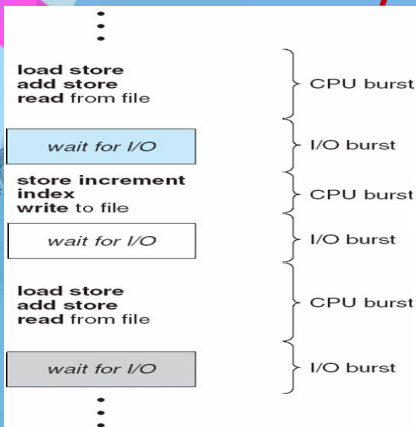 load store
add store
read from file
CPU burst
wait for I/O
I/O burst
store increment
index
write to file
CPU burst
wait for I/O
I/O burst
load store
add store
read from file
CPU burst
wait for I/O
I/O burst